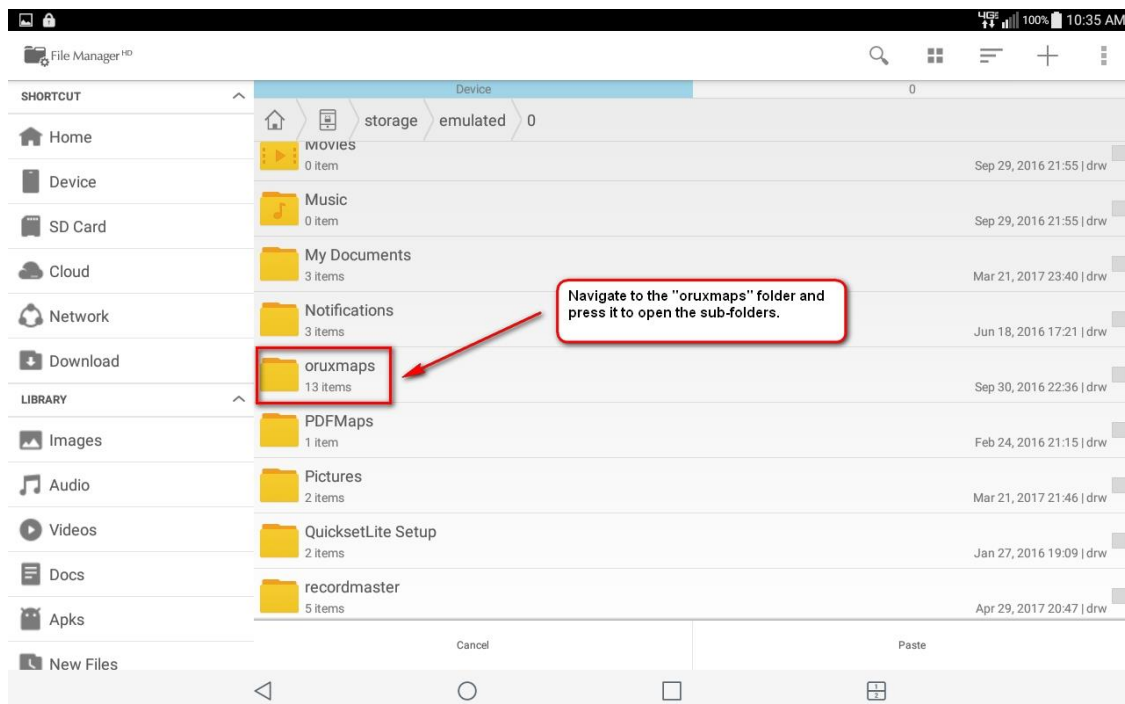 4GE 100% 10:35 AM
File Manager HD
SHORTCUT
Home
Device
SD Card
Cloud
Network
Download
LIBRARY
Images
Audio
Videos
Docs
Apks
New Files
Device 0
storage emulated 0
Movies
0 item
Sep 29, 2016 21:55 | drw
Music
0 item
Sep 29, 2016 21:55 | drw
My Documents
3 items
Mar 21, 2017 23:40 | drw
Notifications
3 items
Jun 18, 2016 17:21 | drw
oruxmaps
13 items
Sep 30, 2016 22:36 | drw
PDFMaps
1 item
Feb 24, 2016 21:15 | drw
Pictures
2 items
Mar 21, 2017 21:46 | drw
QuicksetLite Setup
2 items
Jan 27, 2016 19:09 | drw
recordmaster
5 items
Apr 29, 2017 20:47 | drw
Navigate to the "oruxmaps" folder and
press it to open the sub-folders.
Cancel
Paste
1
2